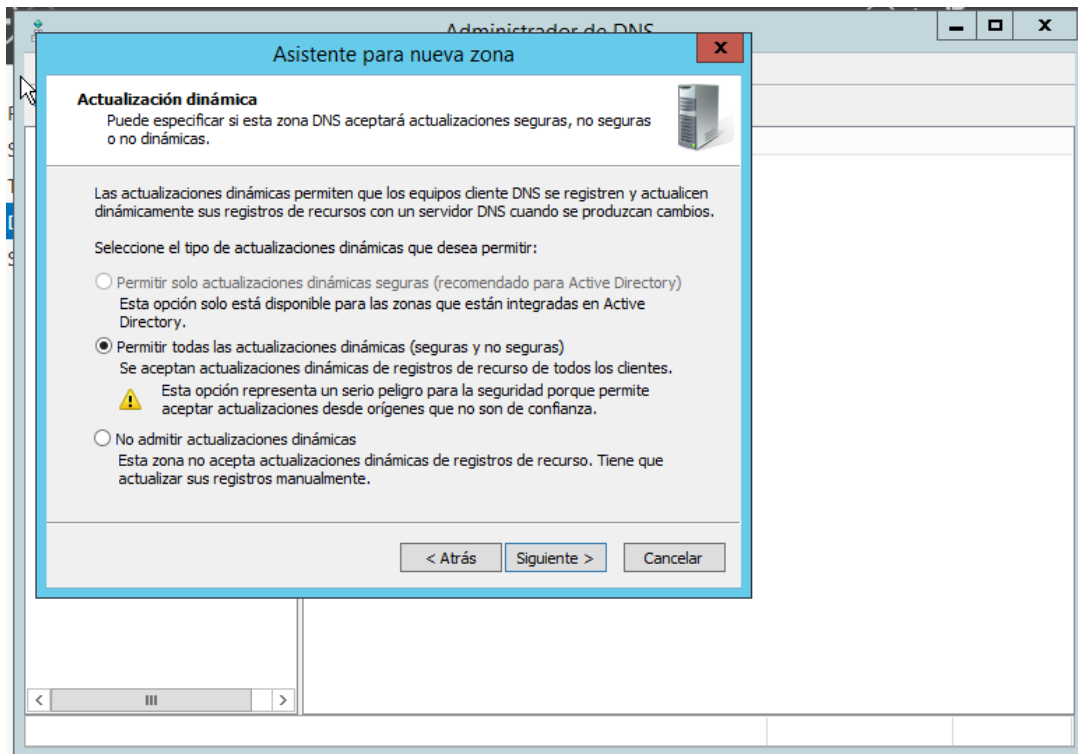 Administrador de DNS
Asistente para nueva zona
Actualización dinámica
Puede especificar si esta zona DNS aceptará actualizaciones seguras, no seguras
o no dinámicas.
Las actualizaciones dinámicas permiten que los equipos cliente DNS se registren y actualicen
dinámicamente sus registros de recursos con un servidor DNS cuando se produzcan cambios.
Seleccione el tipo de actualizaciones dinámicas que desea permitir:
Permitir solo actualizaciones dinámicas seguras (recomendado para Active Directory)
Esta opción solo está disponible para las zonas que están integradas en Active
Directory.
Permitir todas las actualizaciones dinámicas (seguras y no seguras)
Se aceptan actualizaciones dinámicas de registros de recurso de todos los clientes.
Esta opción representa un serio peligro para la seguridad porque permite
aceptar actualizaciones desde orígenes que no son de confianza.
No admitir actualizaciones dinámicas
Esta zona no acepta actualizaciones dinámicas de registros de recurso. Tiene que
actualizar sus registros manualmente.
< Atrás Siguiente > Cancelar